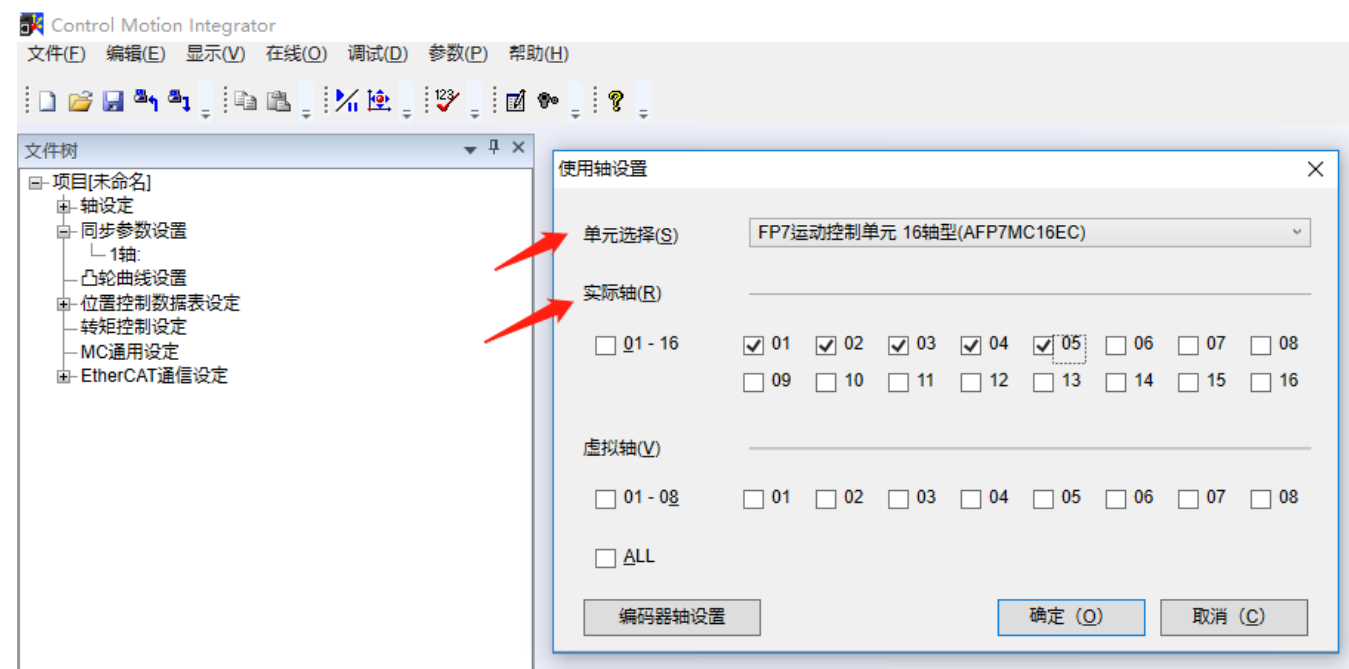 Control Motion Integrator
文件(F) 编辑(E) 显示(V) 在线(O) 调试(D) 参数(P) 帮助(H)
123
文件树
项目[未命名]
轴设定
同步参数设置
1轴:
凸轮曲线设置
位置控制数据表设定
转矩控制设定
MC通用设定
EtherCAT通信设定
使用轴设置
单元选择(S) FP7运动控制单元 16轴型(AFP7MC16EC)
实际轴(R)
01 - 16 01 02 03 04 05 06 07 08
09 10 11 12 13 14 15 16
虚拟轴(V)
01 - 08 01 02 03 04 05 06 07 08
ALL
编码器轴设置 确定（O） 取消（C）